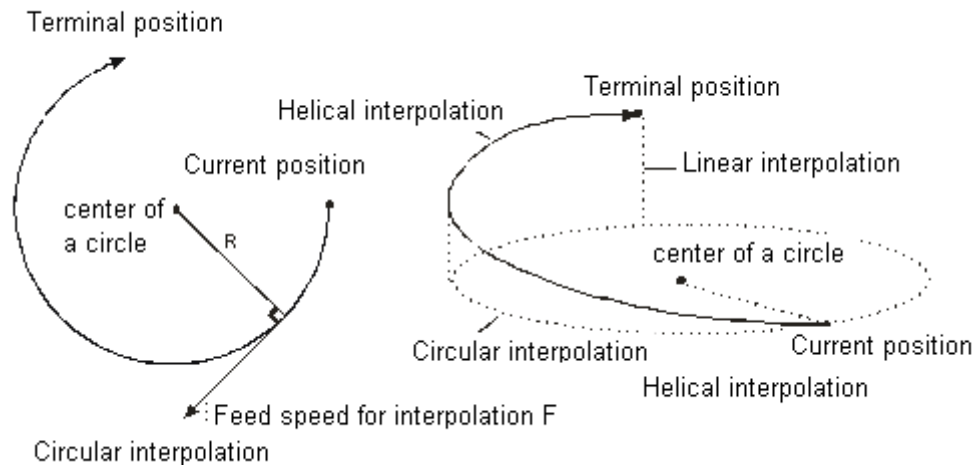 Terminal position
Current position
center of
a circle
R
Feed speed for interpolation F
Circular interpolation
Terminal position
Helical interpolation
Linear interpolation
center of a circle
Circular interpolation
Current position
Helical interpolation